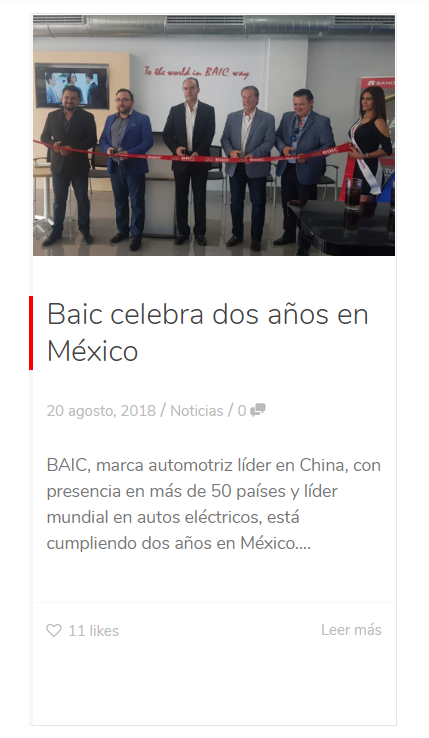 To the world in BAIC way
BANO
BAIC
Baic celebra dos años en
México
20 agosto, 2018 / Noticias / 0
BAIC, marca automotriz líder en China, con
presencia en más de 50 países y líder
mundial en autos eléctricos, está
cumpliendo dos años en México....
11 likes
Leer más